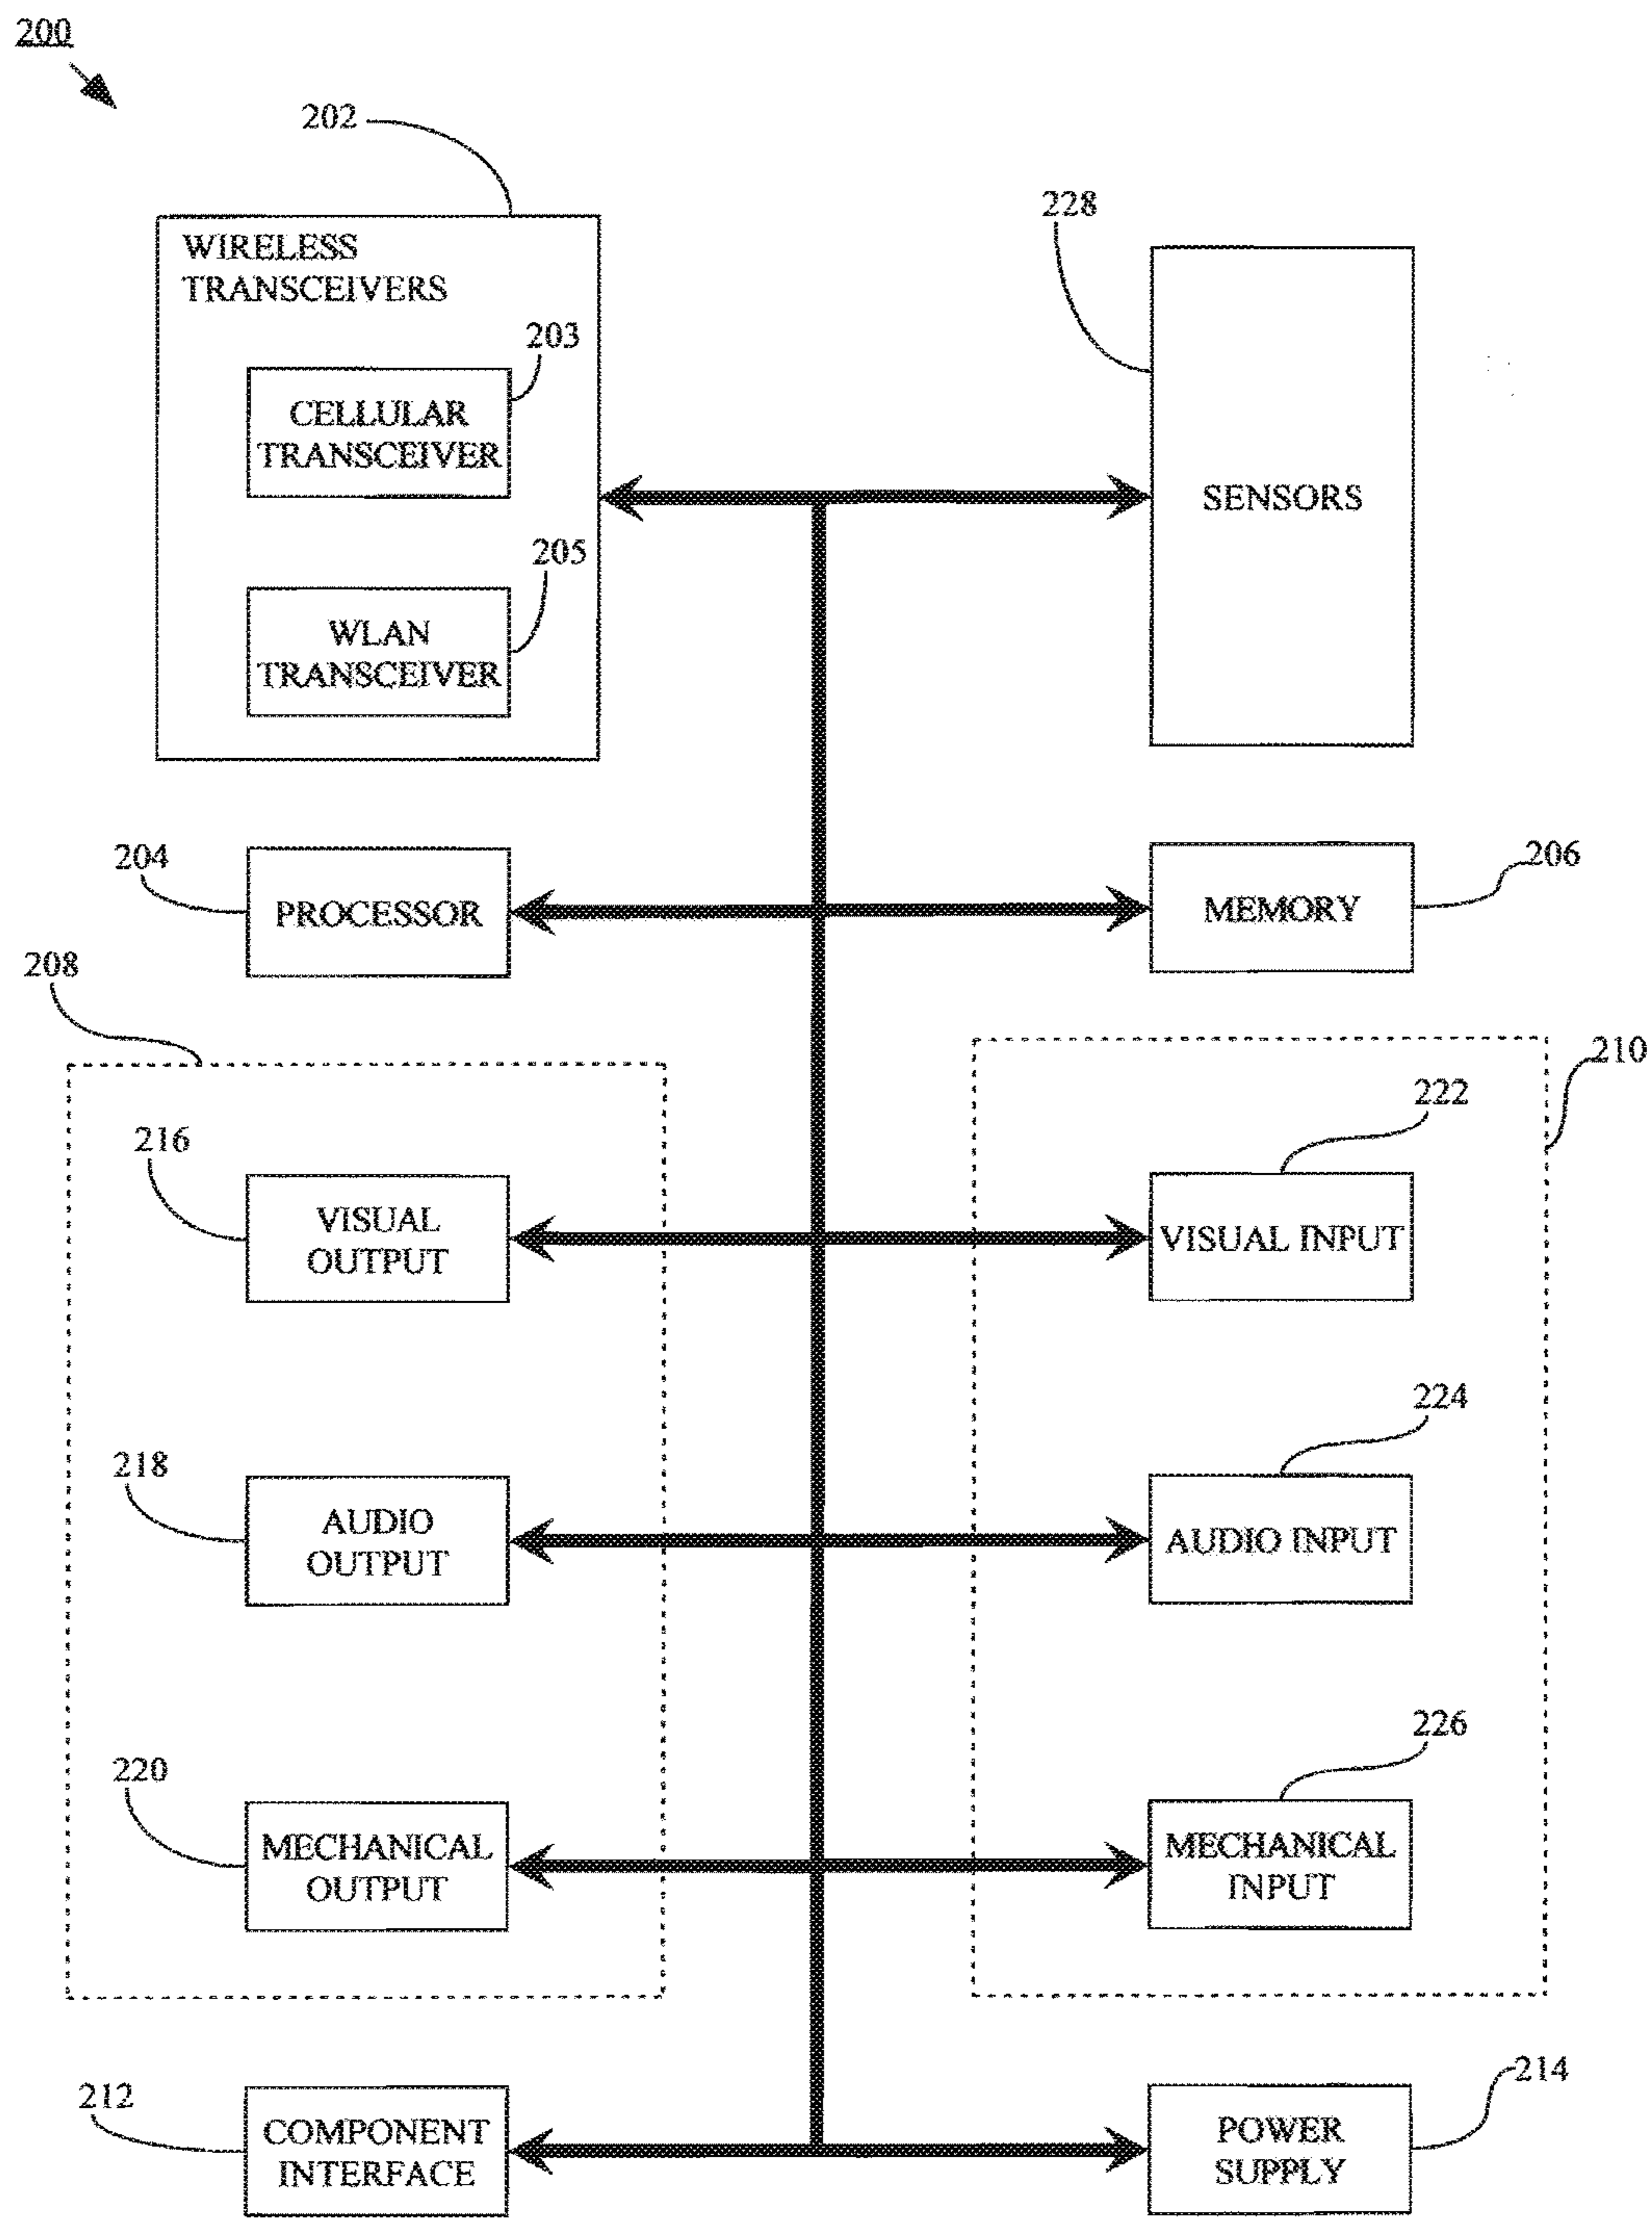 200
202
228
WIRELESS
TRANSCEIVERS
203
CELLULAR
TRANSCEIVER
SENSORS
205
WLAN
TRANSCEIVER
204
PROCESSOR
206
MEMORY
208
210
216
VISUAL
OUTPUT
222
VISUAL INPUT
218
AUDIO
OUTPUT
224
AUDIO INPUT
220
MECHANICAL
OUTPUT
226
MECHANICAL
INPUT
212
COMPONENT
INTERFACE
214
POWER
SUPPLY